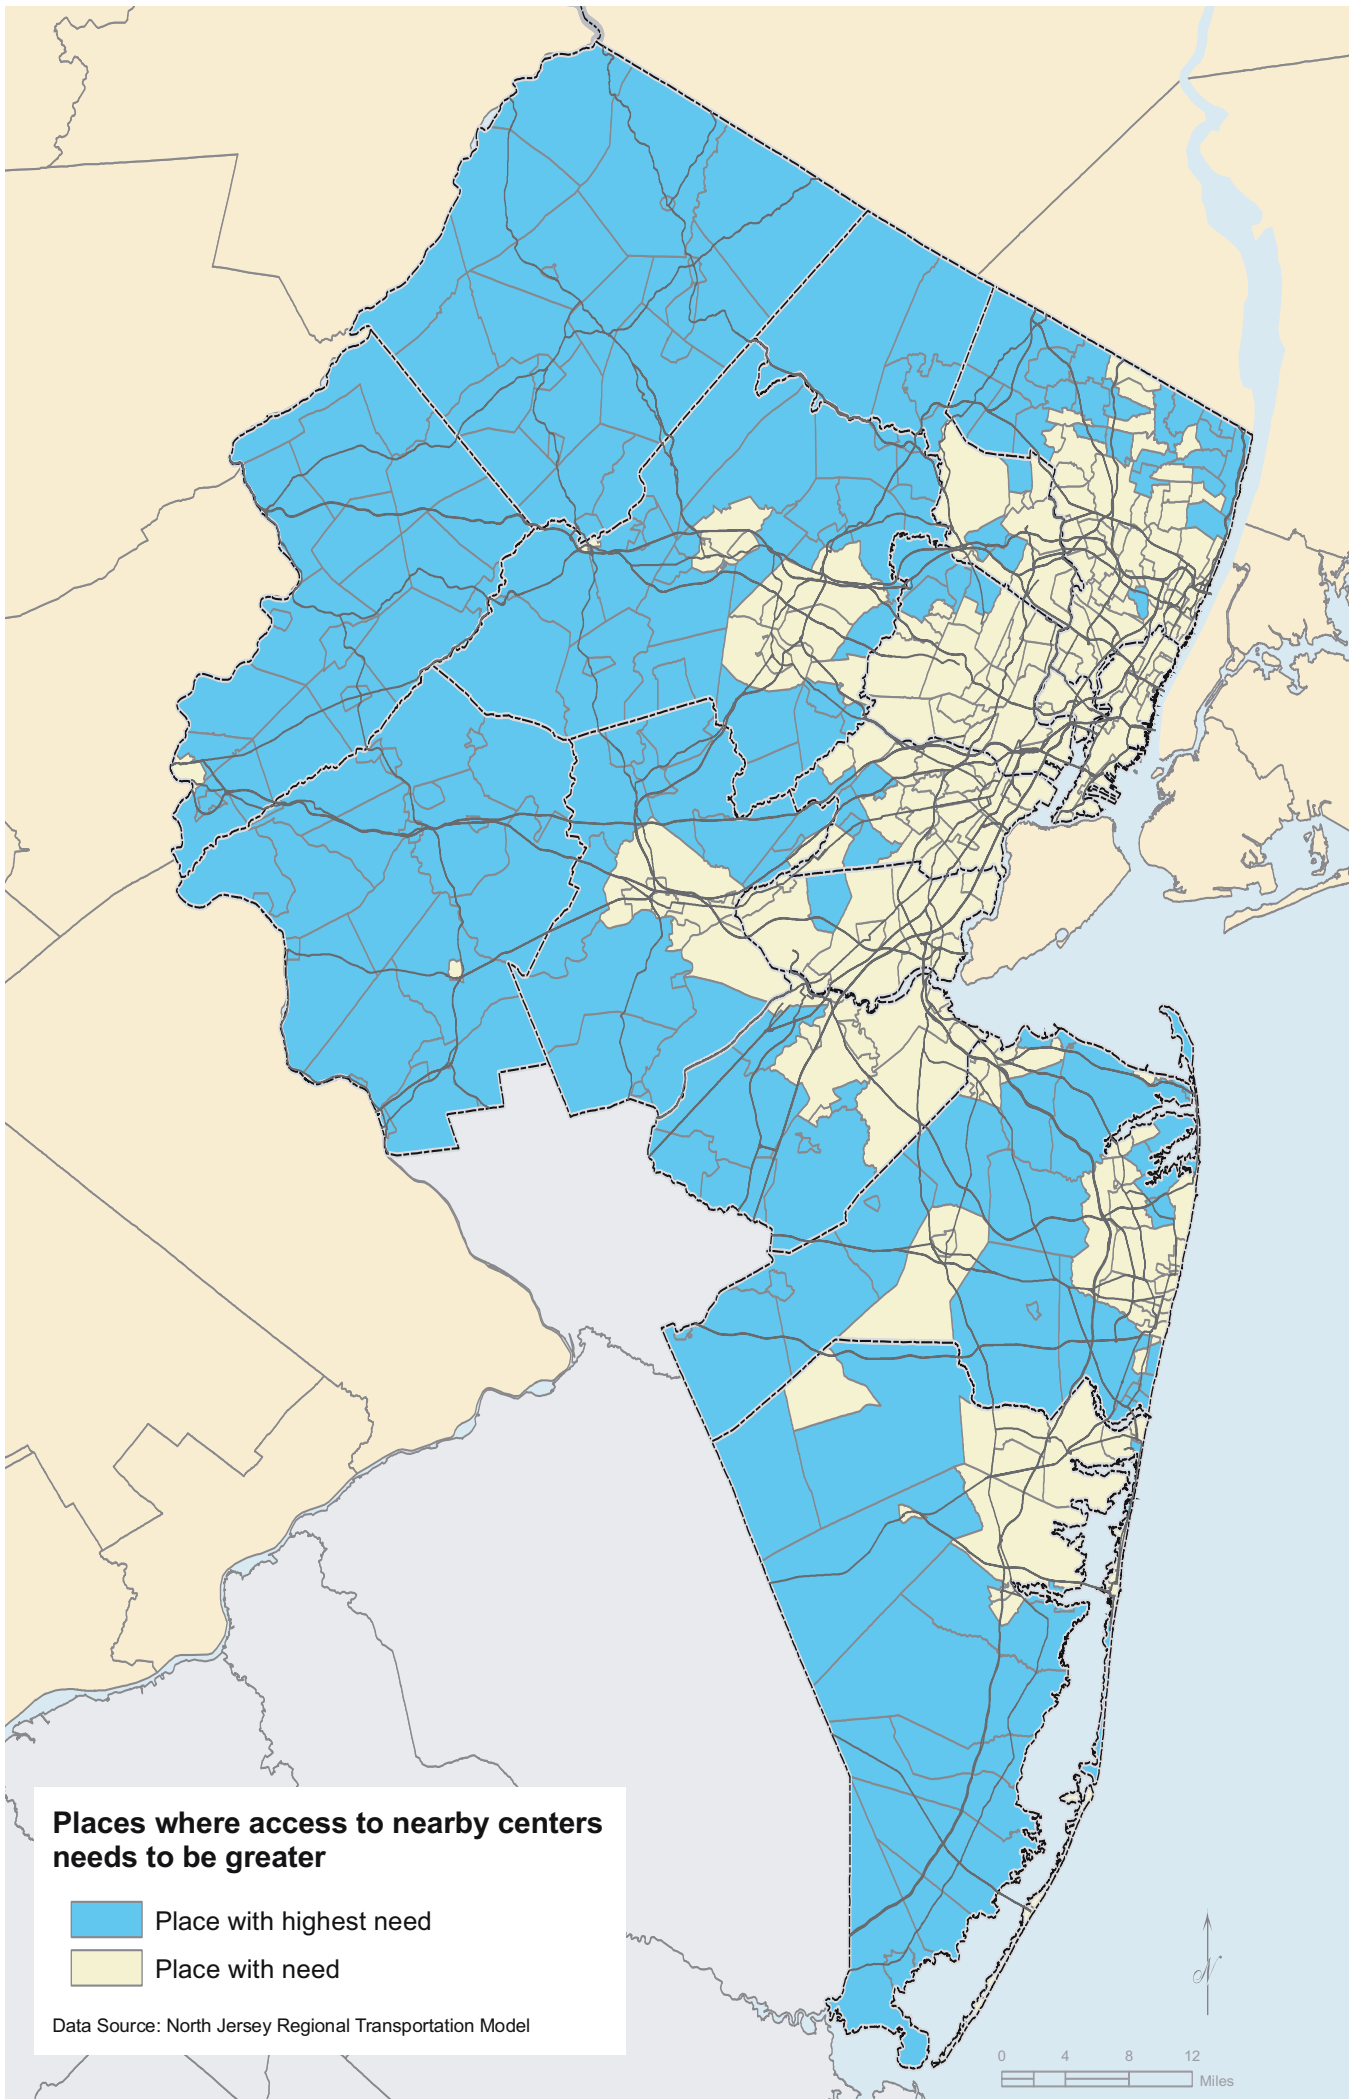 Places where access to nearby centers
needs to be greater
Place with highest need
Place with need
Data Source: North Jersey Regional Transportation Model
N
0 4 8 12
Miles